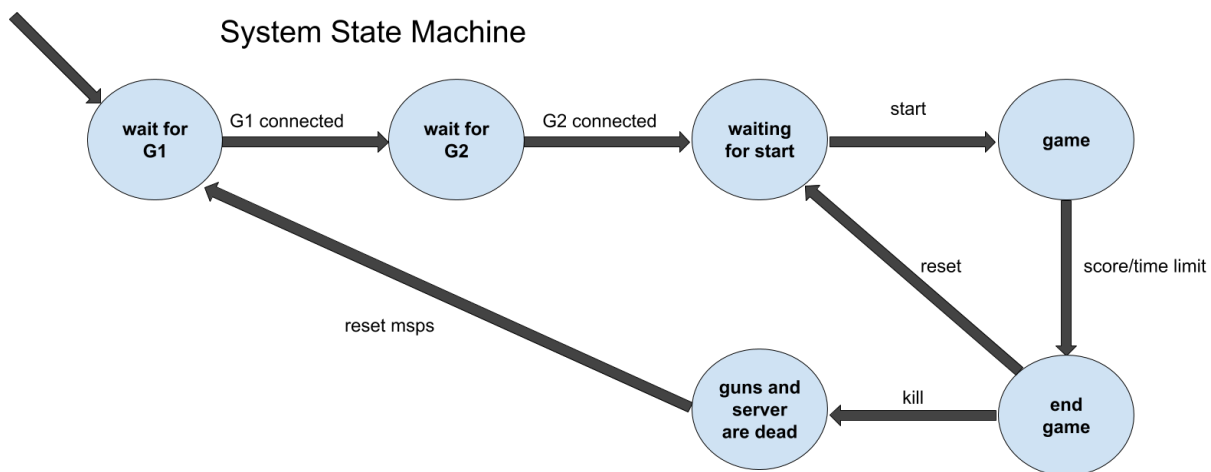 System State Machine
wait for
G1
G1 connected
wait for
G2
G2 connected
waiting
for start
start
game
score/time limit
reset
reset msps
guns and
server
are dead
kill
end
game